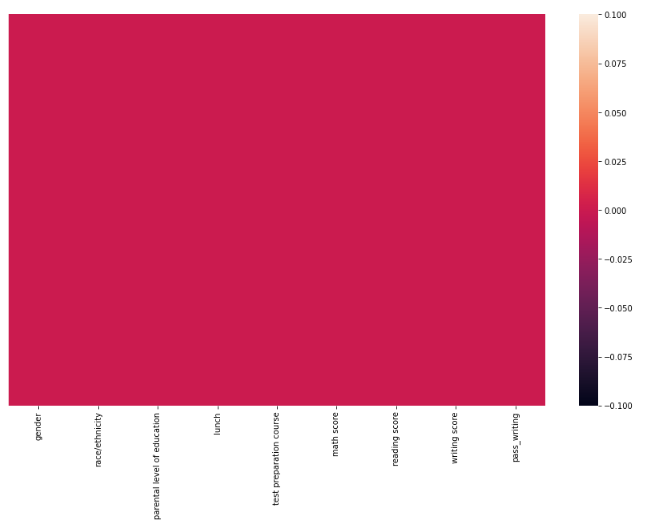 0.100
0.075
0.050
0.025
0.000
−0.025
−0.050
−0.075
−0.100
gender
race/ethnicity
parental level of education
lunch
test preparation course
math score
reading score
writing score
pass_writing